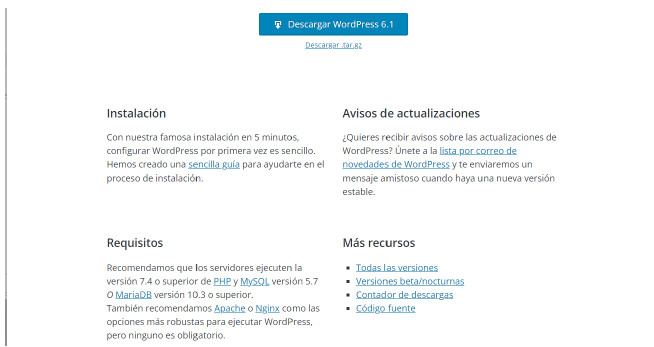 Descargar WordPress 6.1
Descargar .tar.gz
Instalación
Con nuestra famosa instalación en 5 minutos,
configurar WordPress por primera vez es sencillo.
Hemos creado una sencilla guía para ayudarte en el
proceso de instalación.
Avisos de actualizaciones
¿Quieres recibir avisos sobre las actualizaciones de
WordPress? Únete a la lista por correo de
novedades de WordPress y te enviaremos un
mensaje amistoso cuando haya una nueva versión
estable.
Requisitos
Recomendamos que los servidores ejecuten la
versión 7.4 o superior de PHP y MySQL versión 5.7
O MariaDB versión 10.3 o superior.
También recomendamos Apache o Nginx como las
opciones más robustas para ejecutar WordPress,
pero ninguno es obligatorio.
Más recursos
Todas las versiones
Versiones beta/nocturnas
Contador de descargas
Código fuente